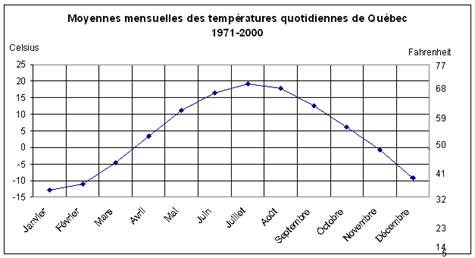 Moyennes mensuelles des températures quotidiennes de Québec
1971-2000
Celsius
Fahrenheit
25
20
15
10
5
0
-5
-10
-15
77
68
59
50
41
32
23
14
5
Janvier
Février
Mars
Avril
Mai
Juin
Juillet
Août
Septembre
Octobre
Novembre
Décembre